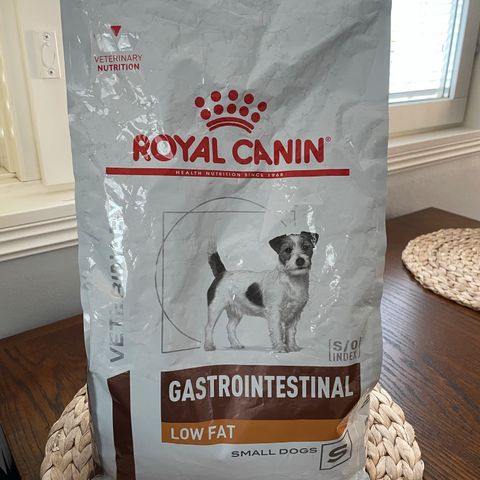 VETERINARY
NUTRITION
ROYAL CANIN
HEALTH NUTRITION SINCE 1968
VETERINARY
S/O
INDEX
GASTROINTESTINAL
LOW FAT
SMALL DOGS
S